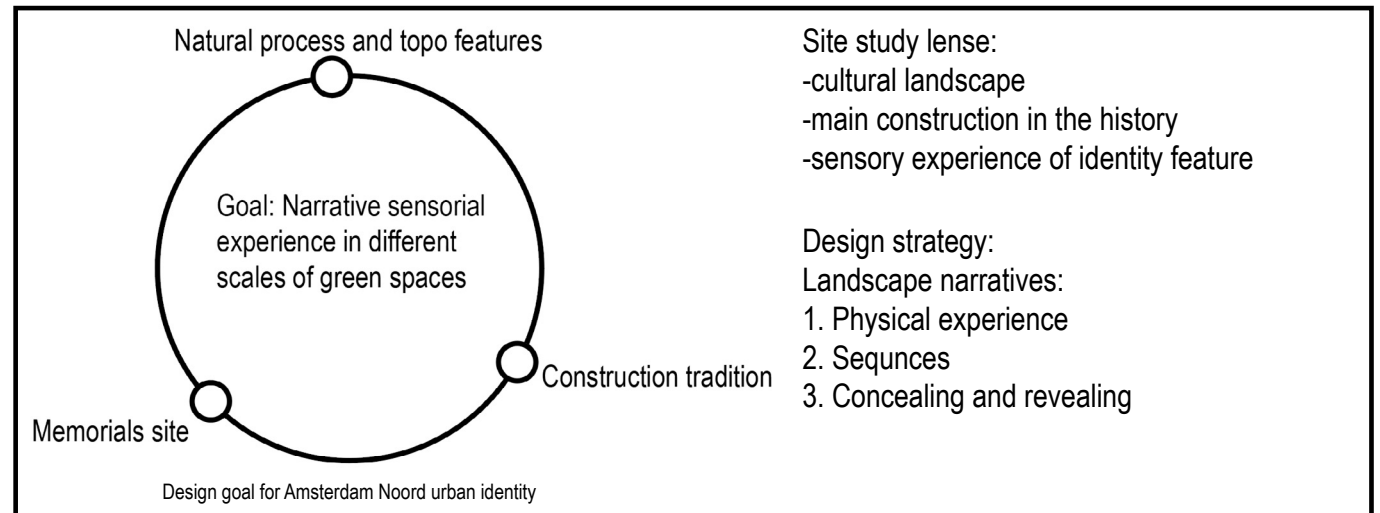 Natural process and topo features
Goal: Narrative sensorial
experience in different
scales of green spaces
Construction tradition
Memorials site
Design goal for Amsterdam Noord urban identity
Site study lense:
-cultural landscape
-main construction in the history
-sensory experience of identity feature
Design strategy:
Landscape narratives:
1. Physical experience
2. Sequnces
3. Concealing and revealing